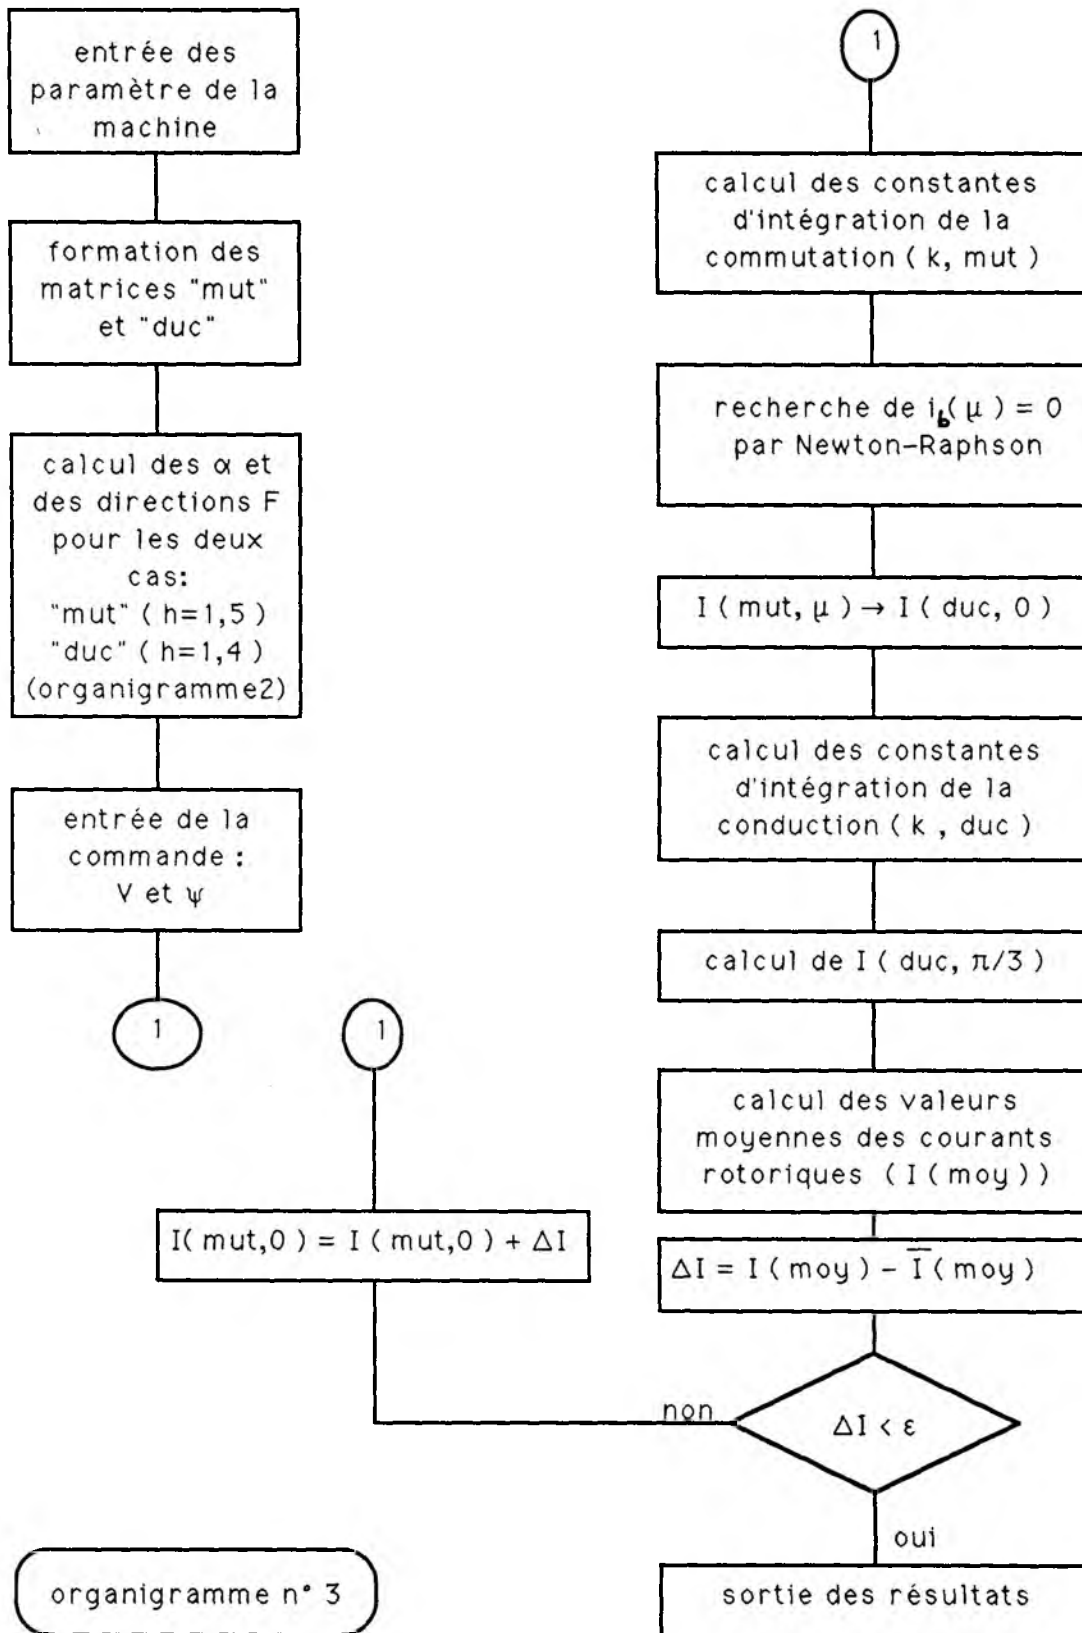 entrée des
paramètre de la
machine
formation des
matrices "mut"
et "duc"
calcul des α et
des directions F
pour les deux
cas:
"mut" ( h=1,5 )
"duc" ( h=1,4 )
(organigramme2)
entrée de la
commande :
V et ψ
1
1
I( mut,0 ) = I ( mut,0 ) + ΔI
1
calcul des constantes
d'intégration de la
commutation ( k, mut )
recherche de i_b( μ ) = 0
par Newton-Raphson
I ( mut, μ ) → I ( duc, 0 )
calcul des constantes
d'intégration de la
conduction ( k , duc )
calcul de I ( duc, π/3 )
calcul des valeurs
moyennes des courants
rotoriques ( I ( moy ))
ΔI = I ( moy ) - I̅ ( moy )
non
ΔI < ε
oui
sortie des résultats
organigramme n° 3